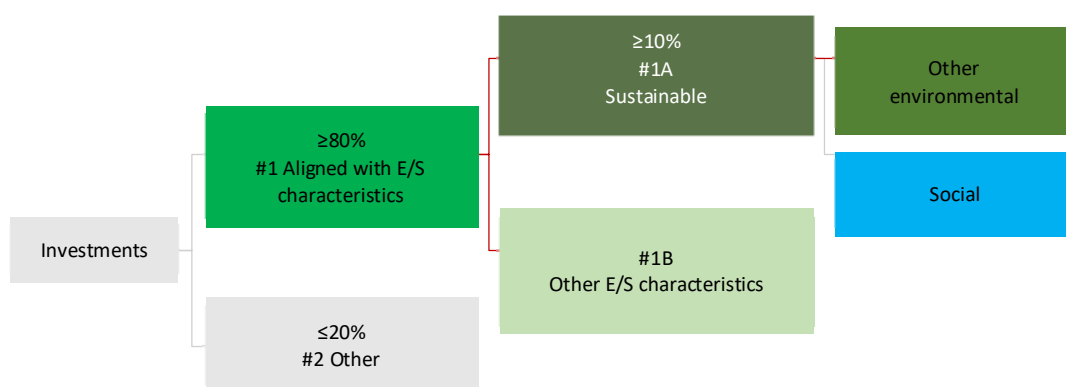 Investments
≥80%
#1 Aligned with E/S
characteristics
≤20%
#2 Other
≥10%
#1A
Sustainable
#1B
Other E/S characteristics
Other
environmental
Social